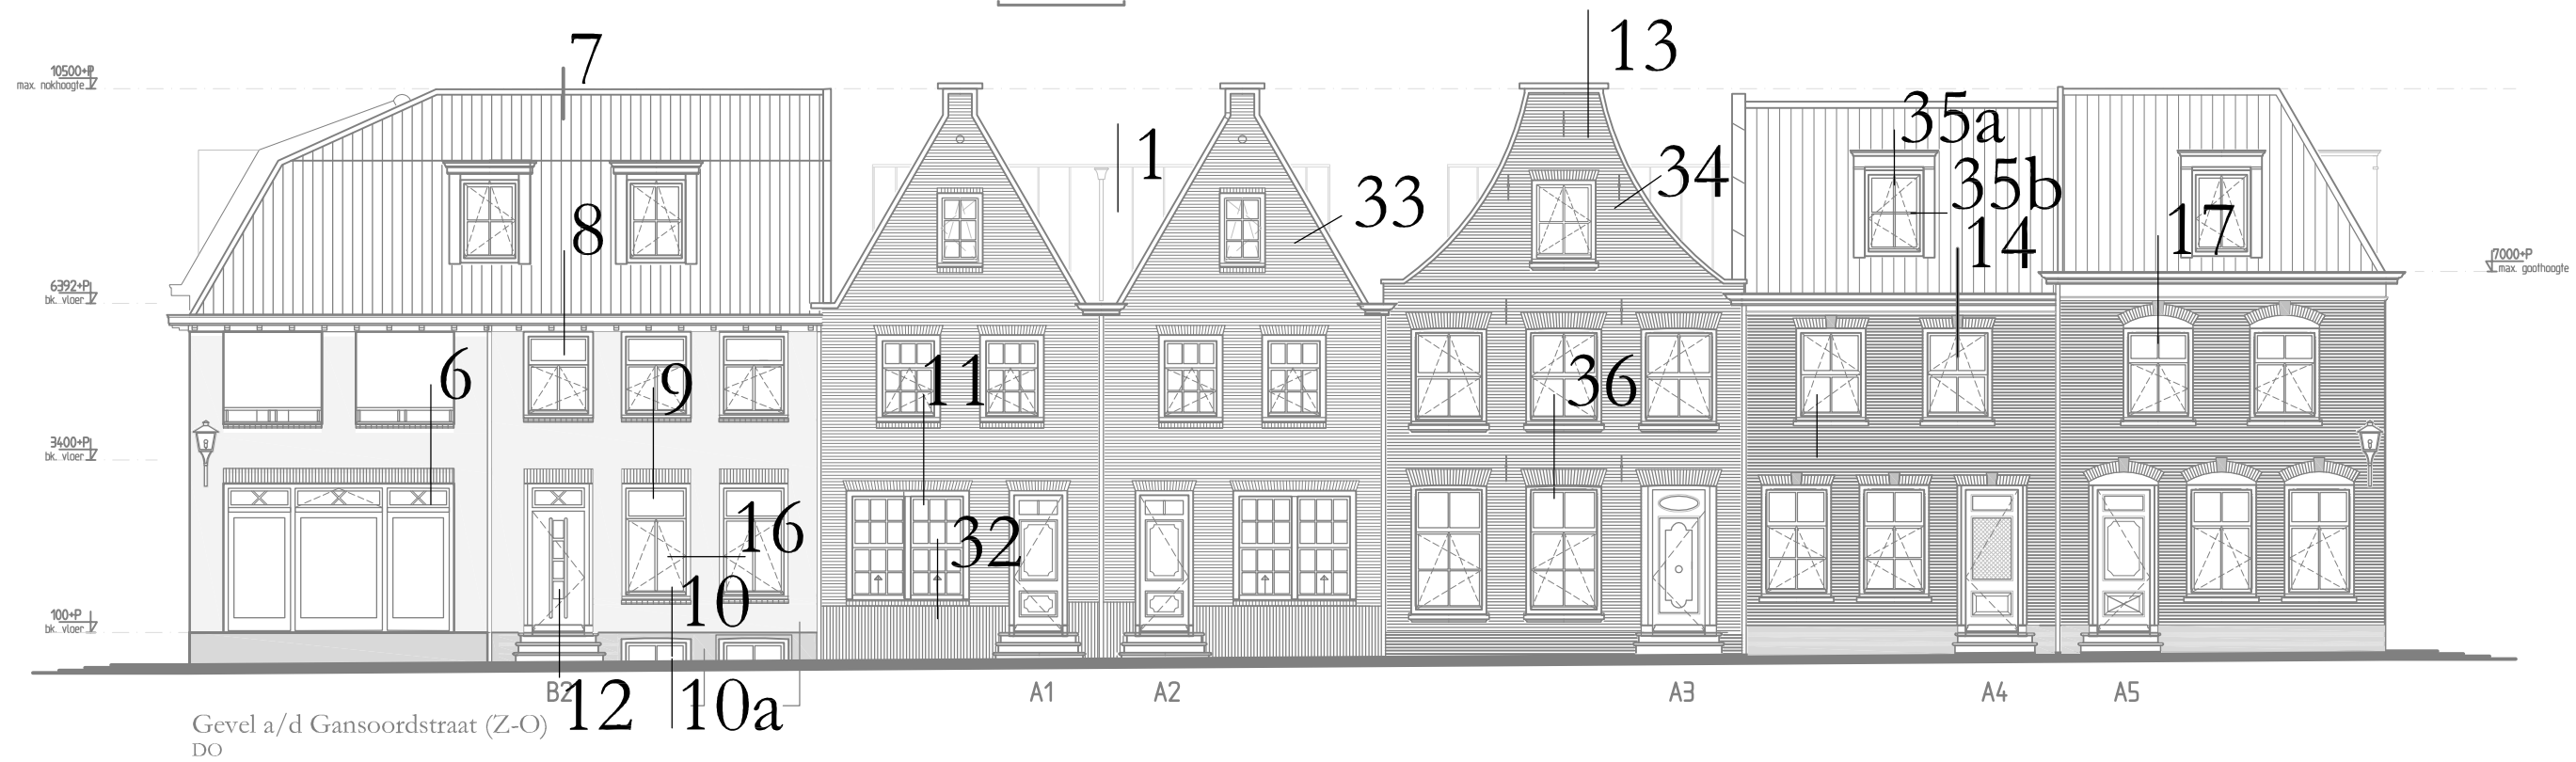 7
13
10500+P
max. nokhoogte
1
35a
34
35b
33
8
17
14
7000+P
max. goothoogte
6392+P
bk. vloer
6
9
11
36
3400+P
bk. vloer
16
32
10
100+P
bk. vloer
B2
12
10a
A1
A2
A3
A4
A5
Gevel a/d Gansoordstraat (Z-O)
DO